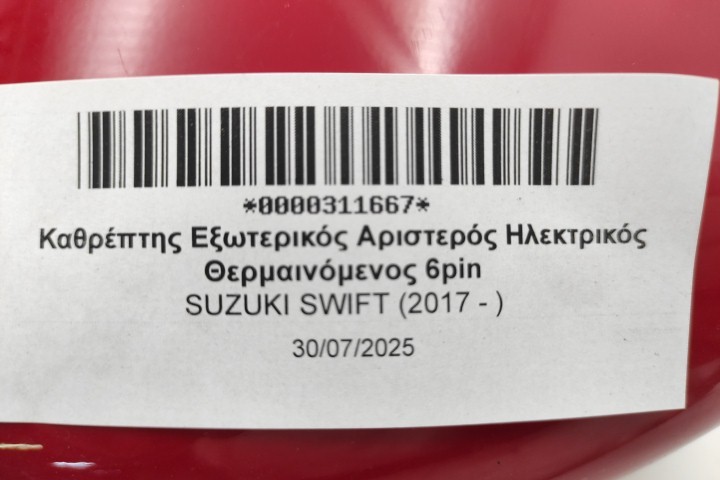 *0000311667*
Καθρέπτης Εξωτερικός Αριστερός Ηλεκτρικός
Θερμαινόμενος 6pin
SUZUKI SWIFT (2017 - )
30/07/2025